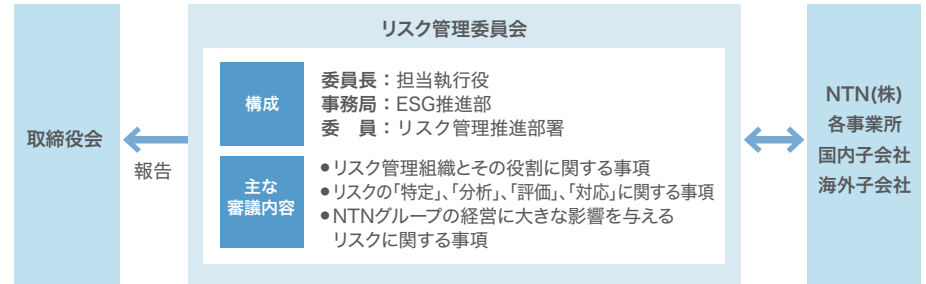 リスク管理委員会
取締役会
報告
構成
委員長：担当執行役
事務局：ESG推進部
委　員：リスク管理推進部署
主な
審議内容
●リスク管理組織とその役割に関する事項
●リスクの「特定」、「分析」、「評価」、「対応」に関する事項
●NTNグループの経営に大きな影響を与える
リスクに関する事項
NTN(株)
各事業所
国内子会社
海外子会社